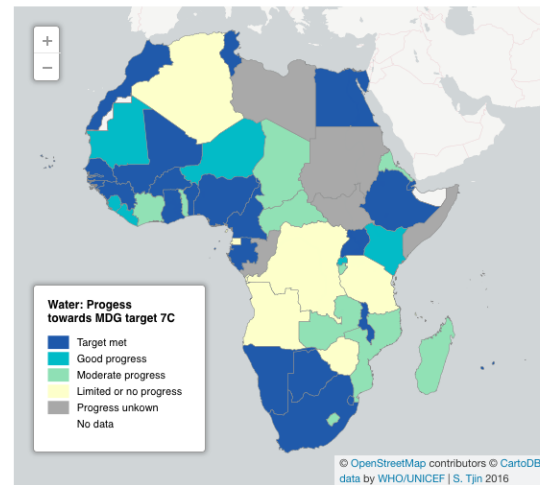 +
−
Water: Progess
towards MDG target 7C
Target met
Good progress
Moderate progress
Limited or no progress
Progress unkown
No data
© OpenStreetMap contributors © CartoDB
data by WHO/UNICEF | S. Tjin 2016